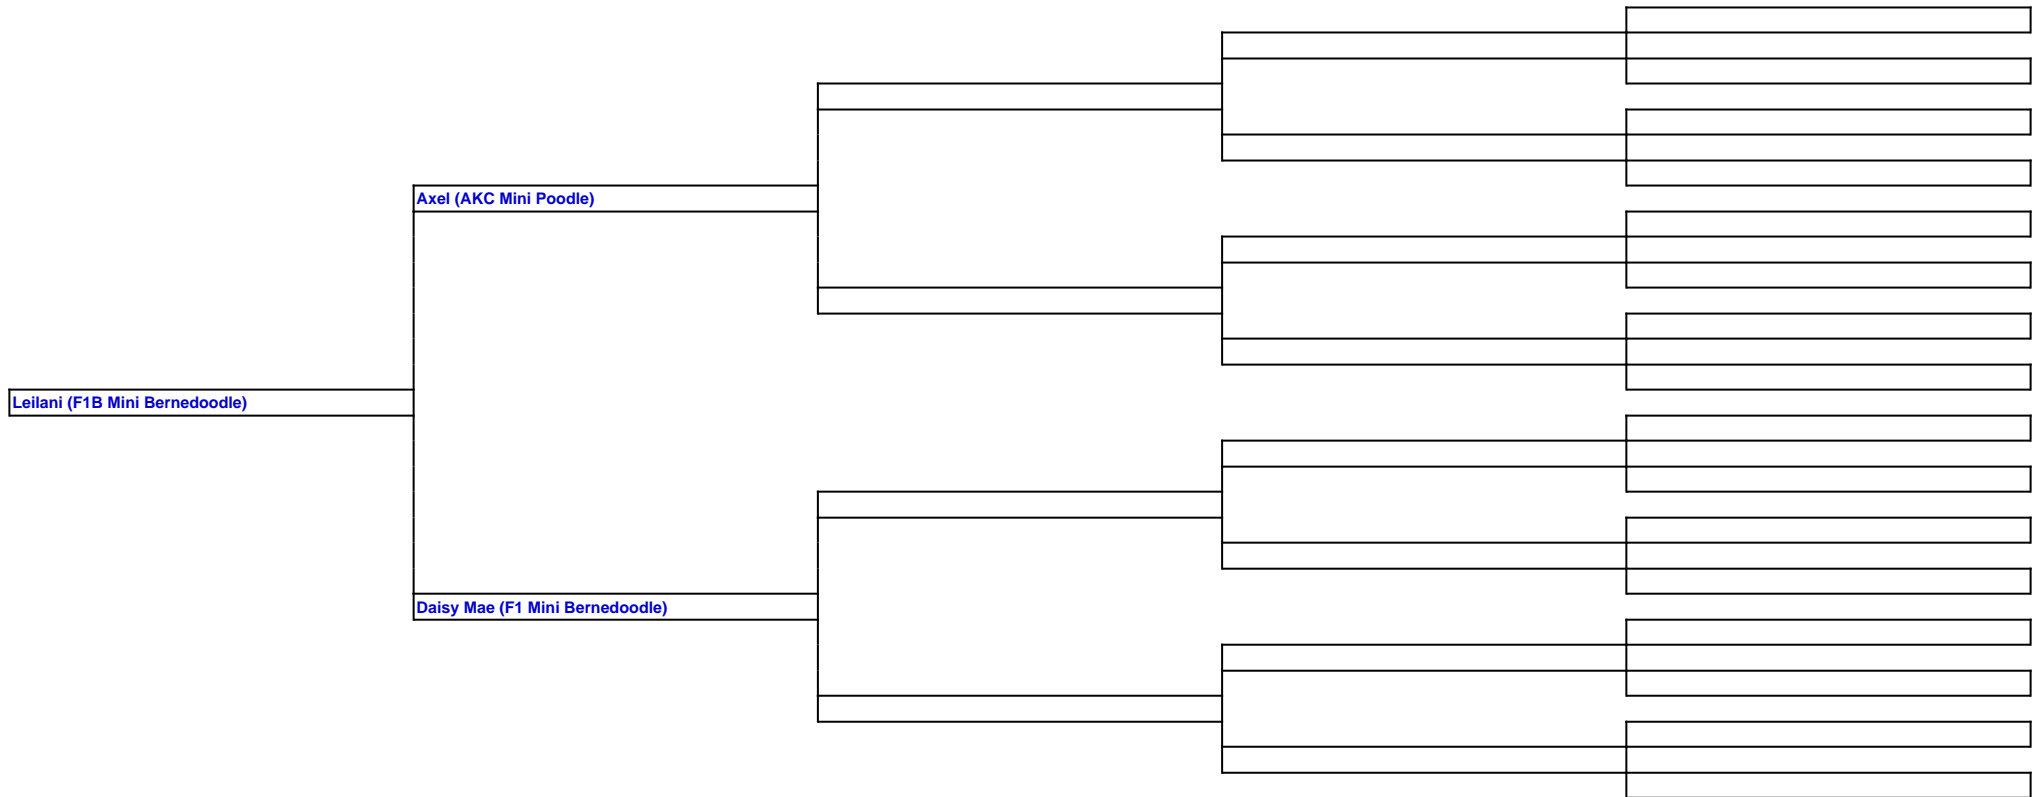 Axel (AKC Mini Poodle)
Leilani (F1B Mini Bernedoodle)
Daisy Mae (F1 Mini Bernedoodle)